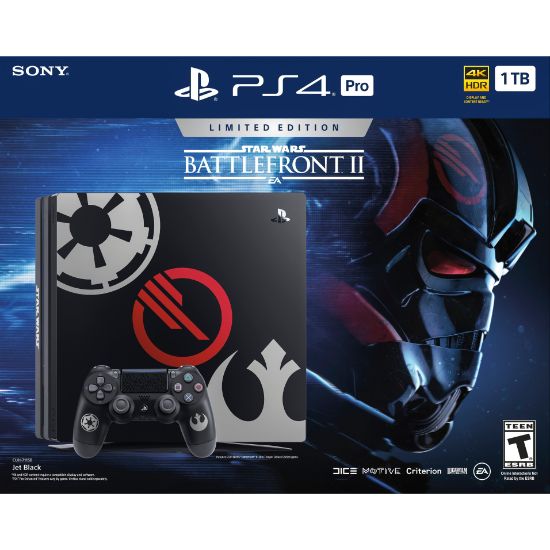 SONY
PS4 Pro
4K
HDR
1TB
LIMITED EDITION
STAR WARS
BATTLEFRONT II
EA
STAR WARS
Jet Black
DICE MOTIVE Criterion
EA
TEEN
T
ESRB